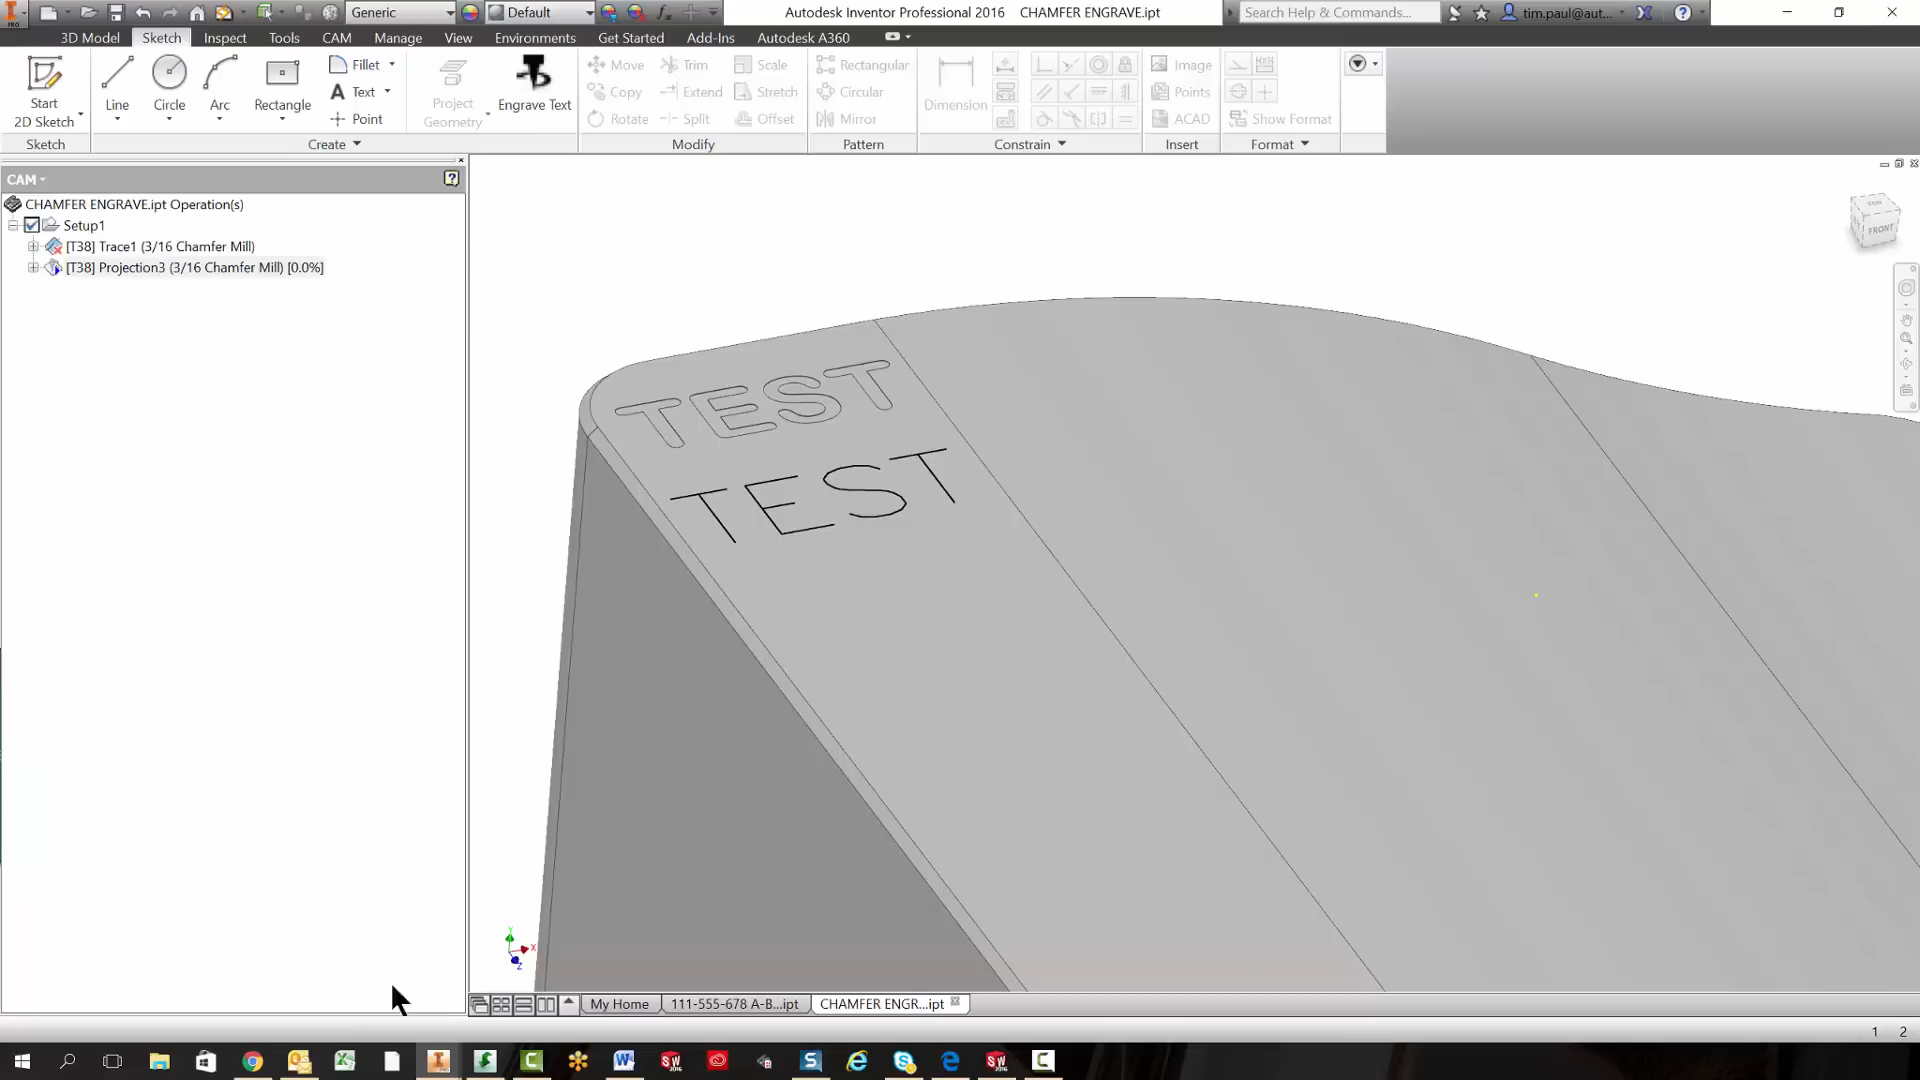 Generic
Default
Autodesk Inventor Professional 2016 CHAMFER ENGRAVE.ipt
Search Help & Commands...
tim.paul@aut...
PRO
3D Model Sketch Inspect Tools CAM Manage View Environments Get Started Add-Ins Autodesk A360
Start
2D Sketch
Line
Circle
Arc
Rectangle
Fillet
Text
Point
Project
Geometry
Engrave Text
Move Trim Scale
Copy Extend Stretch
Rotate Split Offset
Rectangular
Circular
Mirror
Dimension
Image
Points
ACAD
Show Format
Sketch Create Modify Pattern Constrain Insert Format
CAM
CHAMFER ENGRAVE.ipt Operation(s)
Setup1
[T38] Trace1 (3/16 Chamfer Mill)
[T38] Projection3 (3/16 Chamfer Mill) [0.0%]
TOP
FRONT
TEST
TEST
Y
X
Z
My Home 111-555-678 A-B...ipt CHAMFER ENGR...ipt
1 2